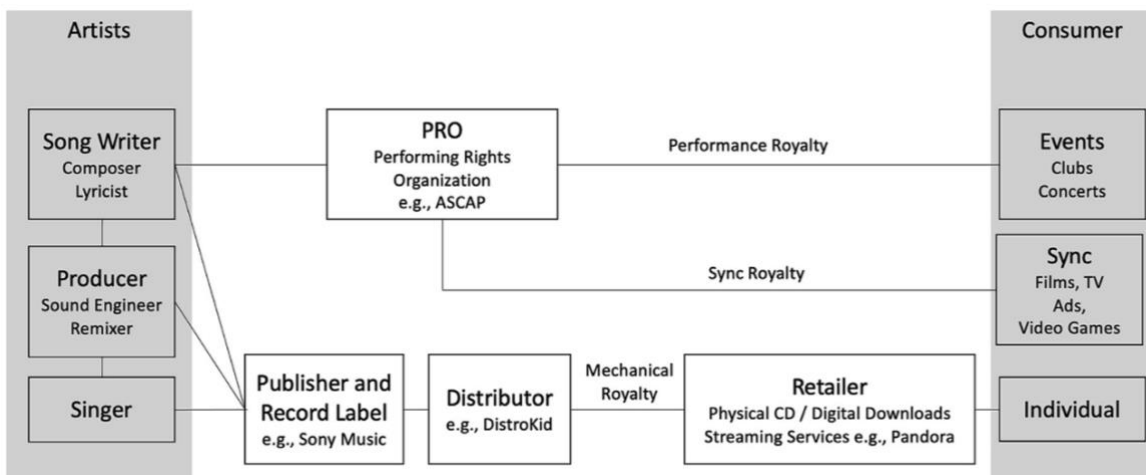 Artists
Consumer
Song Writer
Composer
Lyricist
PRO
Performing Rights
Organization
e.g., ASCAP
Performance Royalty
Events
Clubs
Concerts
Producer
Sound Engineer
Remixer
Sync Royalty
Sync
Films, TV
Ads,
Video Games
Singer
Publisher and
Record Label
e.g., Sony Music
Distributor
e.g., DistroKid
Mechanical
Royalty
Retailer
Physical CD / Digital Downloads
Streaming Services e.g., Pandora
Individual